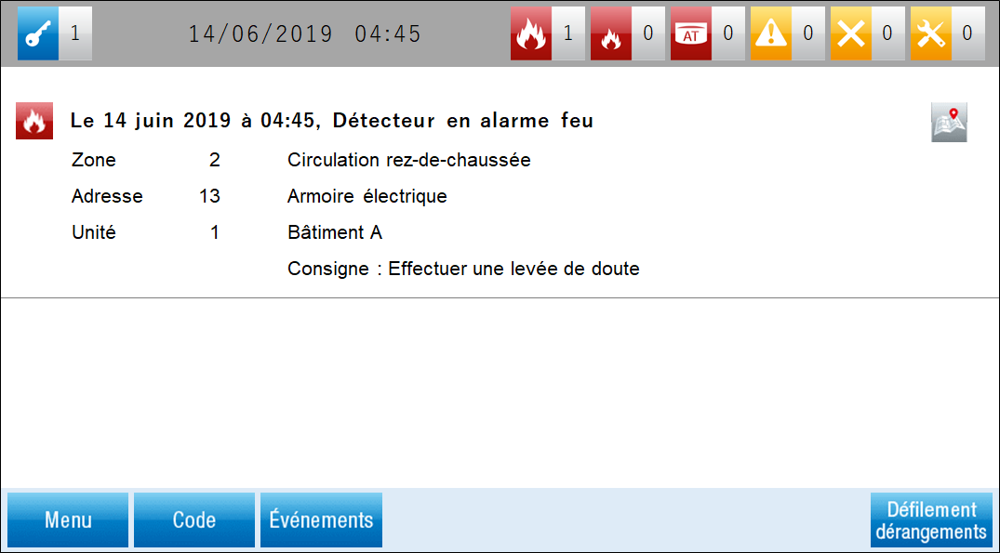 1 14/06/2019 04:45 1 0 AT 0 0 0 0
Le 14 juin 2019 à 04:45, Détecteur en alarme feu
Zone 2 Circulation rez-de-chaussée
Adresse 13 Armoire électrique
Unité 1 Bâtiment A
Consigne : Effectuer une levée de doute
Menu Code Événements Défilement
dérangements